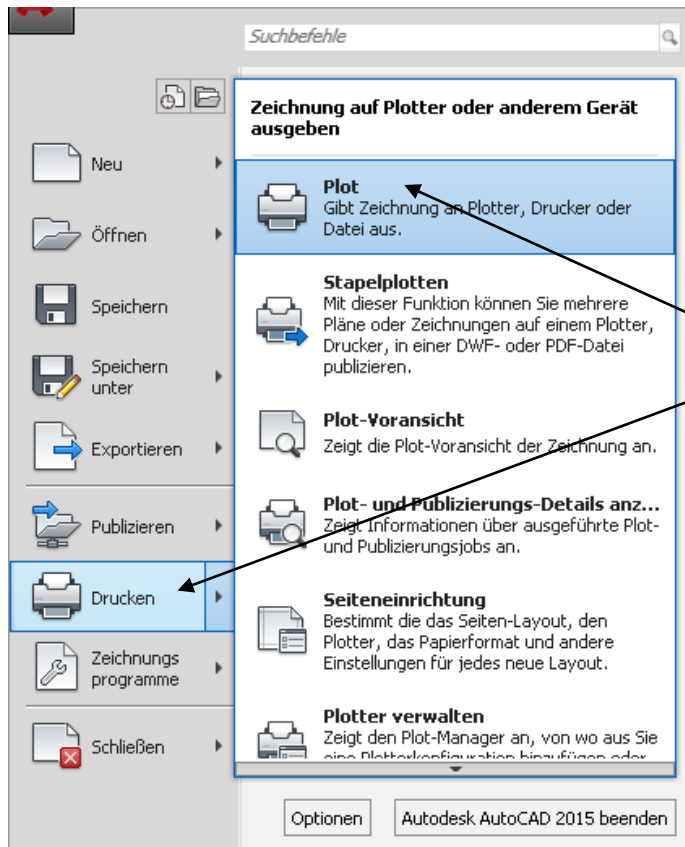 Suchbefehle
Neu
Öffnen
Speichern
Speichern
unter
Exportieren
Publizieren
Drucken
Zeichnungs
programme
Schließen
Zeichnung auf Plotter oder anderem Gerät
ausgeben
Plot
Gibt Zeichnung an Plotter, Drucker oder
Datei aus.
Stapelplotten
Mit dieser Funktion können Sie mehrere
Pläne oder Zeichnungen auf einem Plotter,
Drucker, in einer DWF- oder PDF-Datei
publizieren.
Plot-Voransicht
Zeigt die Plot-Voransicht der Zeichnung an.
Plot- und Publizierungs-Details anz...
Zeigt Informationen über ausgeführte Plot-
und Publizierungsjobs an.
Seiteneinrichtung
Bestimmt die das Seiten-Layout, den
Plotter, das Papierformat und andere
Einstellungen für jedes neue Layout.
Plotter verwalten
Zeigt den Plot-Manager an, von wo aus Sie
eine Plotterkonfiguration hinzufügen oder
Optionen
Autodesk AutoCAD 2015 beenden